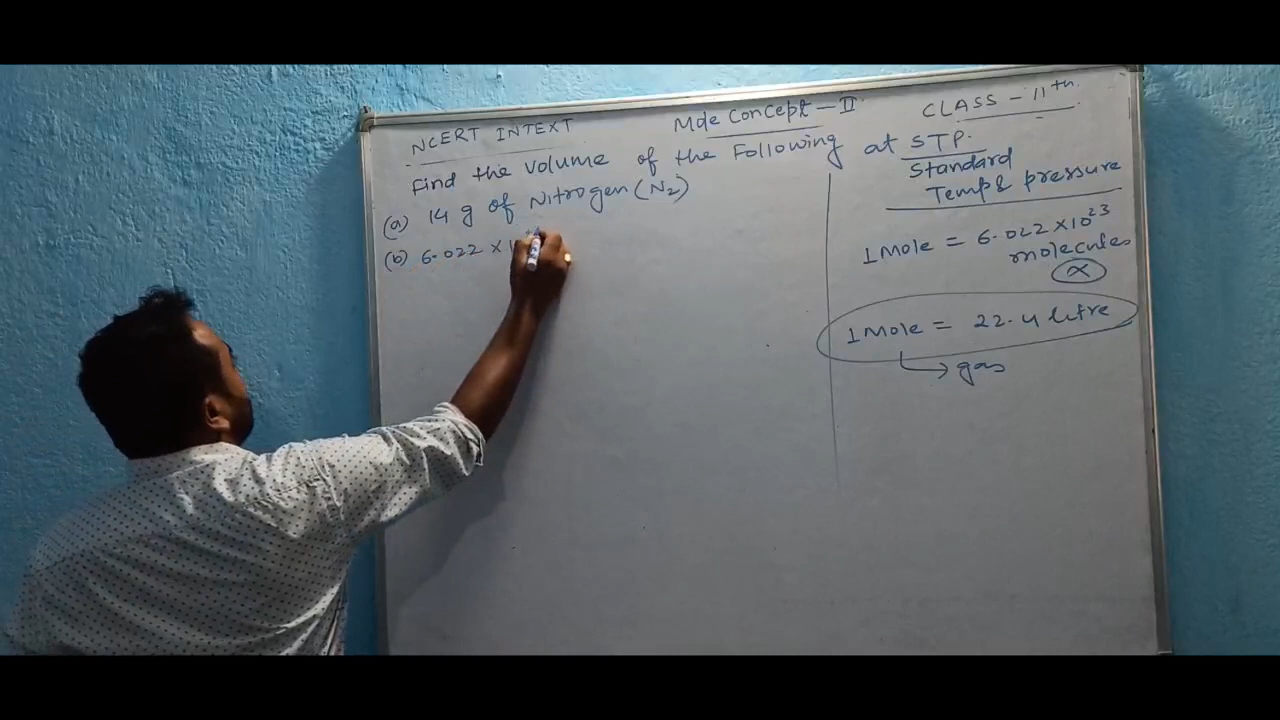 NCERT INTEXT
Mole Concept - II
CLASS - 11th
Find the volume of the Following at STP.
(a) 14 g of Nitrogen (N2)
(b) 6.022 ×
Standard
Temp & pressure
1 Mole = 6.022 × 10^23
molecules
1 Mole = 22.4 litre
gas